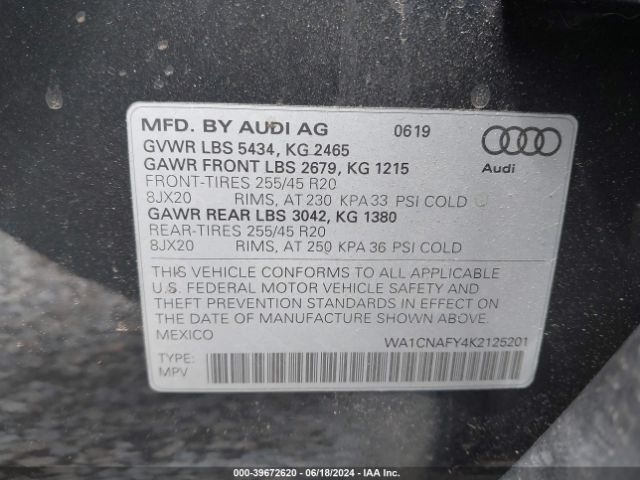 MFD. BY AUDI AG 0619
GVWR LBS 5434, KG 2465
GAWR FRONT LBS 2679, KG 1215
FRONT-TIRES 255/45 R20
8JX20 RIMS, AT 230 KPA 33 PSI COLD
GAWR REAR LBS 3042, KG 1380
REAR-TIRES 255/45 R20
8JX20 RIMS, AT 250 KPA 36 PSI COLD
Audi
THIS VEHICLE CONFORMS TO ALL APPLICABLE
U.S. FEDERAL MOTOR VEHICLE SAFETY AND
THEFT PREVENTION STANDARDS IN EFFECT ON
THE DATE OF MANUFACTURE SHOWN ABOVE.
MEXICO WA1CNAFY4K2125201
TYPE:
MPV
000-39672620 - 06/18/2024 - IAA Inc.